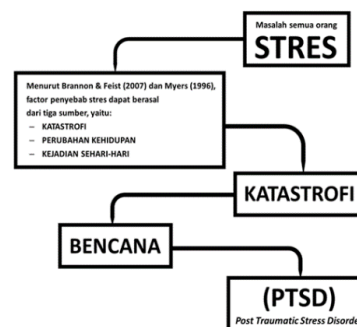 Masalah semua orang
STRES
Menurut Brannon & Feist (2007) dan Myers (1996),
factor penyebab stres dapat berasal
dari tiga sumber, yaitu:
– KATASTROFI
– PERUBAHAN KEHIDUPAN
– KEJADIAN SEHARI-HARI
KATASTROFI
BENCANA
(PTSD)
Post Traumatic Stress Disorde